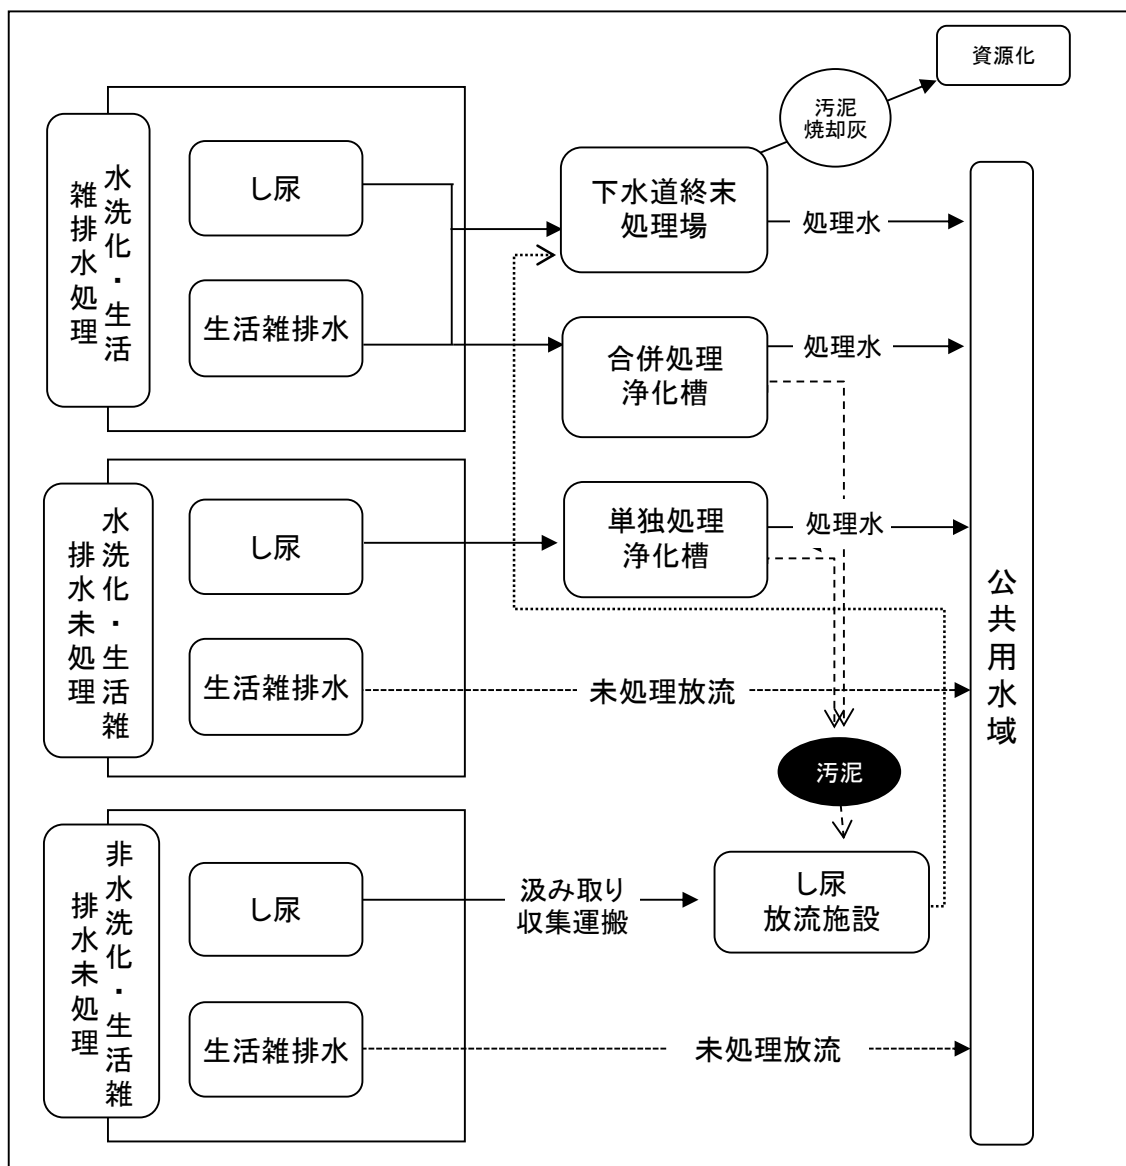 資源化
汚泥
焼却灰
水洗化・生活
雑排水処理
し尿
生活雑排水
下水道終末
処理場
処理水
合併処理
浄化槽
処理水
水洗化・生活雑
排水未処理
し尿
生活雑排水
単独処理
浄化槽
処理水
未処理放流
公共用水域
汚泥
非水洗化・生活雑
排水未処理
し尿
汲み取り
収集運搬
し尿
放流施設
生活雑排水
未処理放流